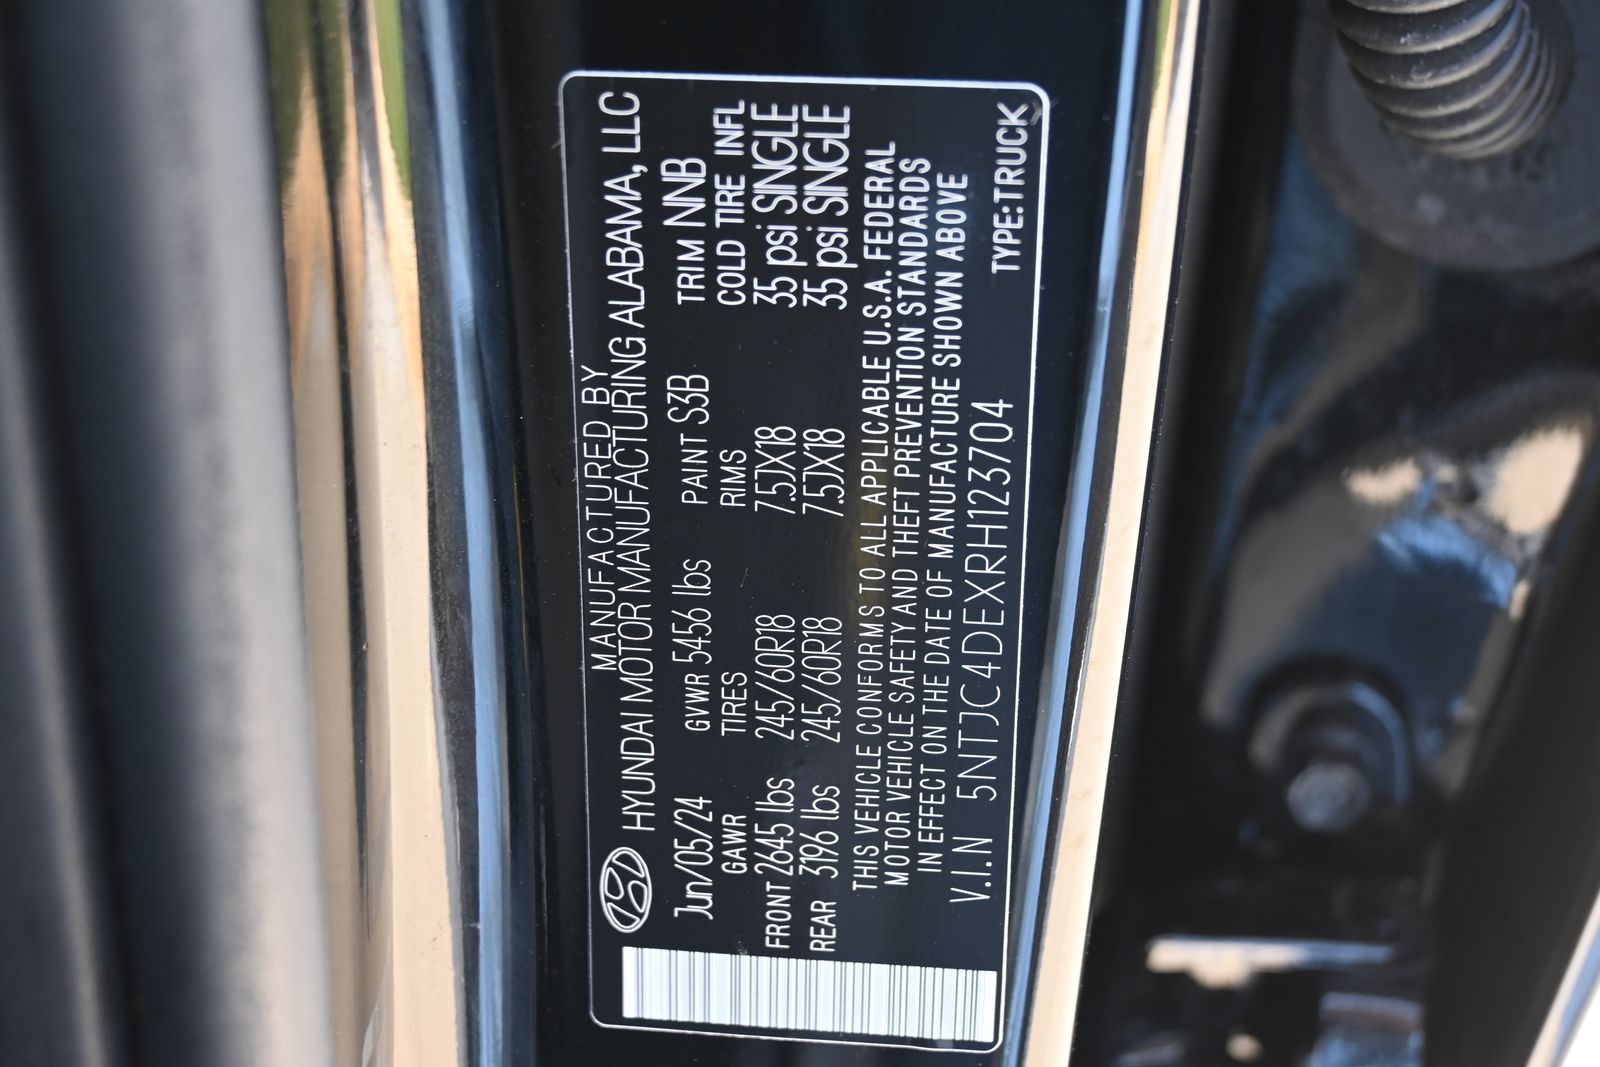 MANUFACTURED BY
HYUNDAI MOTOR MANUFACTURING ALABAMA, LLC
Jun/05/24 GVWR 5456 lbs PAINT S3B TRIM NNB
GAWR TIRES RIMS COLD TIRE INFL
FRONT 2645 lbs 245/60R18 7.5JX18 35 psi SINGLE
REAR 3196 lbs 245/60R18 7.5JX18 35 psi SINGLE
THIS VEHICLE CONFORMS TO ALL APPLICABLE U.S.A. FEDERAL
MOTOR VEHICLE SAFETY AND THEFT PREVENTION STANDARDS
IN EFFECT ON THE DATE OF MANUFACTURE SHOWN ABOVE
V.I.N 5NTJC4DEXRH123704 TYPE:TRUCK